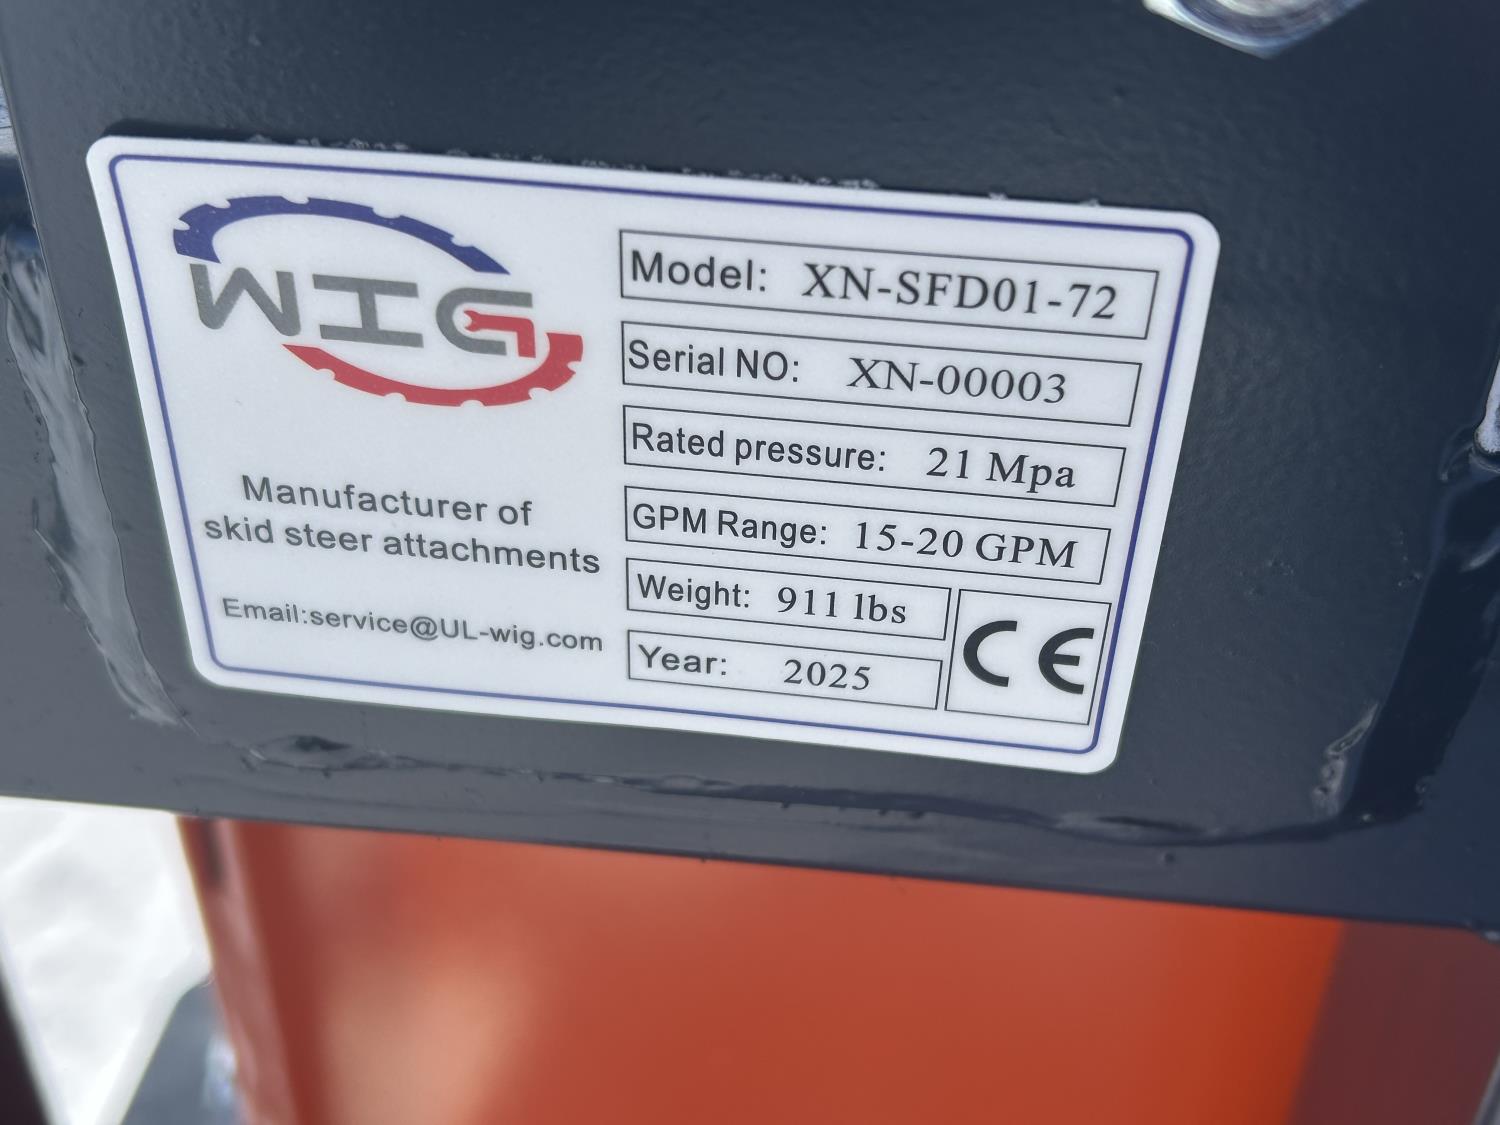 WIG
Manufacturer of
skid steer attachments
Email:service@UL-wig.com
Model: XN-SFD01-72
Serial NO: XN-00003
Rated pressure: 21 Mpa
GPM Range: 15-20 GPM
Weight: 911 lbs
Year: 2025
CE